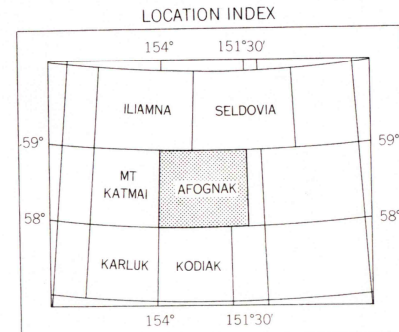 LOCATION INDEX
154° 151°30'
ILIAMNA SELDOVIA
59° 59°
MT
KATMAI AFOGNAK
58° 58°
KARLUK KODIAK
154° 151°30'